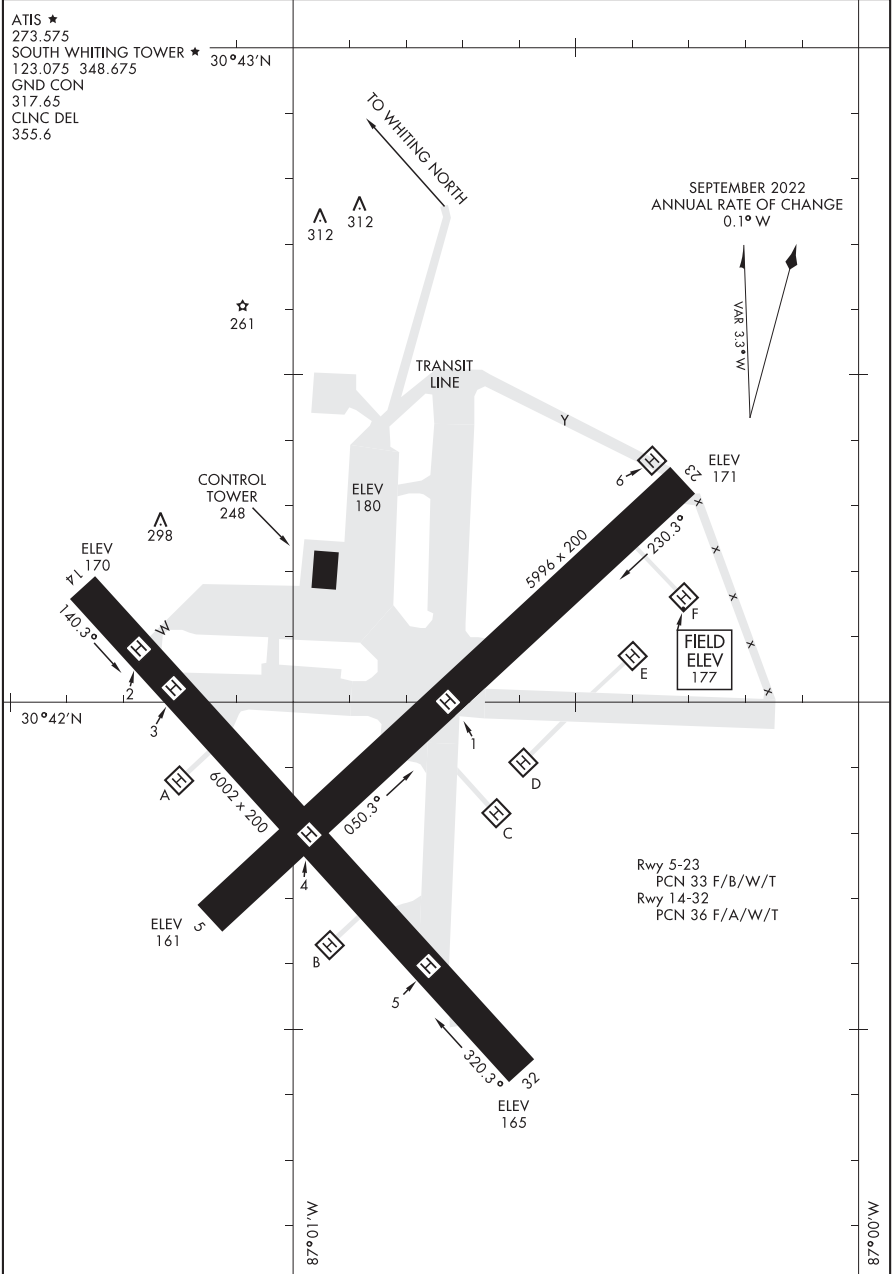 ATIS ★
273.575
SOUTH WHITING TOWER ★
123.075 348.675
GND CON
317.65
CLNC DEL
355.6
30°43'N
TO WHITING NORTH
312
312
SEPTEMBER 2022
ANNUAL RATE OF CHANGE
0.1° W
VAR 3.3° W
261
TRANSIT
LINE
Y
6
H
23
ELEV
171
CONTROL
TOWER
248
ELEV
180
298
ELEV
170
14
140.3°
W
5996 x 200
230.3°
H
F
FIELD
ELEV
177
H
2
H
3
H
E
30°42'N
H
1
H
A
6002 x 200
H
D
H
C
050.3°
H
4
Rwy 5-23
PCN 33 F/B/W/T
Rwy 14-32
PCN 36 F/A/W/T
ELEV
161
5
H
B
H
5
320.3°
32
ELEV
165
87°01'W
87°00'W